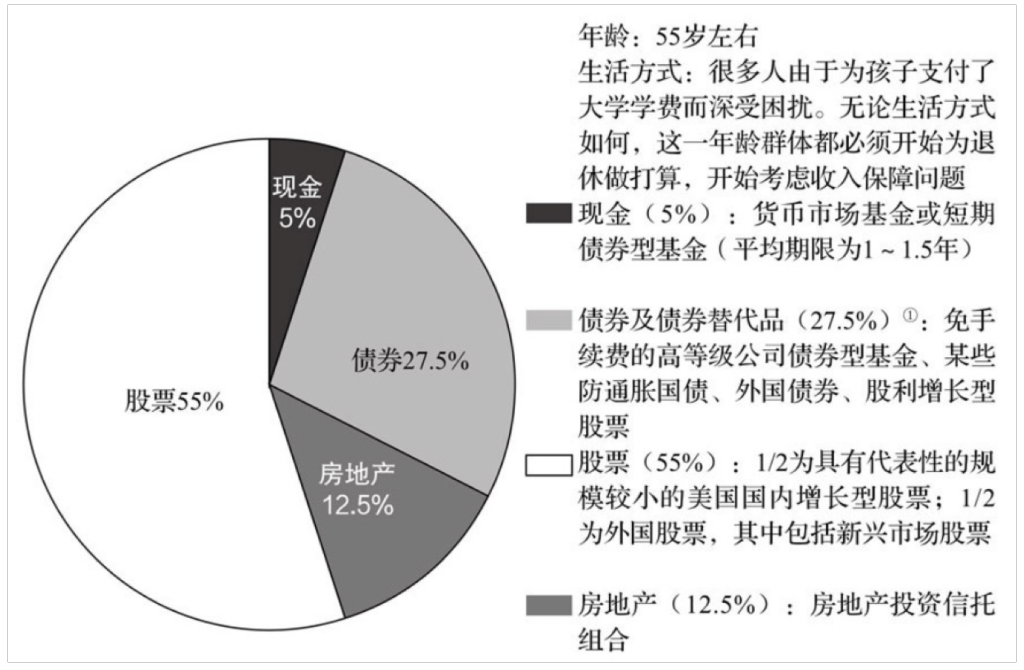 现金
5%
债券27.5%
股票55%
房地产
12.5%
年龄：55岁左右
生活方式：很多人由于为孩子支付了
大学学费而深受困扰。无论生活方式
如何，这一年龄群体都必须开始为退
休做打算，开始考虑收入保障问题
现金（5%）：货币市场基金或短期
债券型基金（平均期限为1～1.5年）
债券及债券替代品（27.5%）①：免手
续费的高等级公司债券型基金、某些
防通胀国债、外国债券、股利增长型
股票
股票（55%）：1/2为具有代表性的规
模较小的美国国内增长型股票；1/2
为外国股票，其中包括新兴市场股票
房地产（12.5%）：房地产投资信托
组合